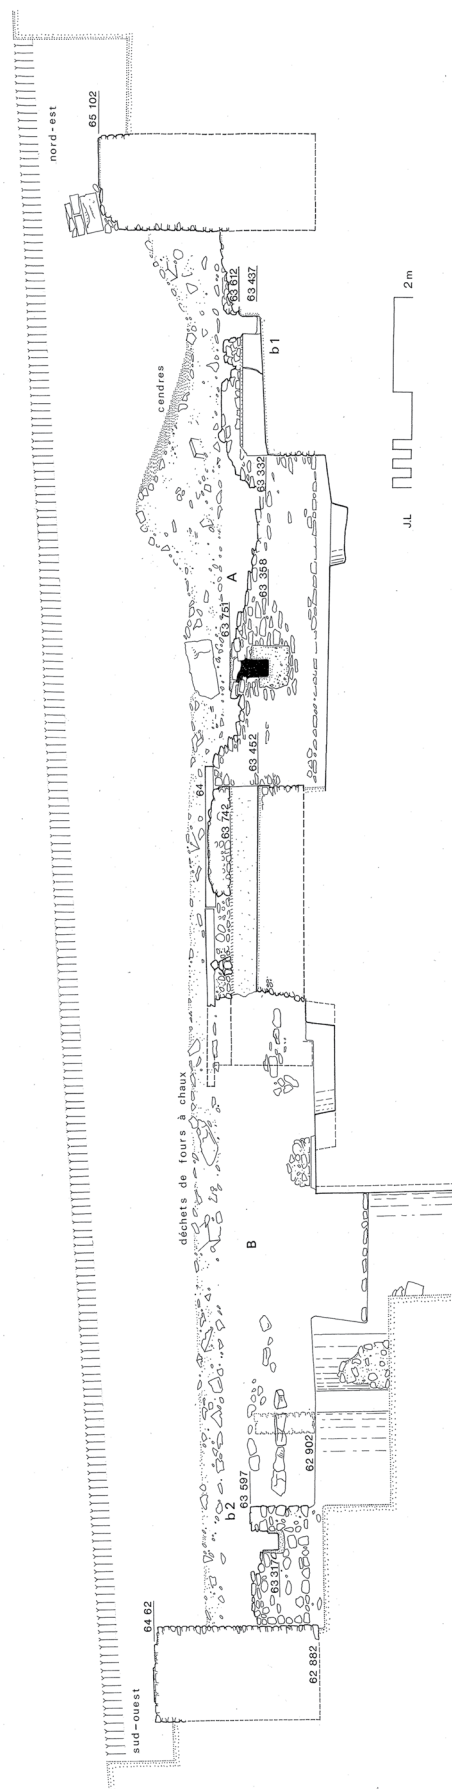 sud-ouest
64 62
62 882
63 317
b2
63 597
62 902
B
déchets de fours à chaux
64
63 742
63 452
63 751
A
63 358
63 332
cendres
b1
63 612
63 437
65 102
nord-est
J.L
2 m